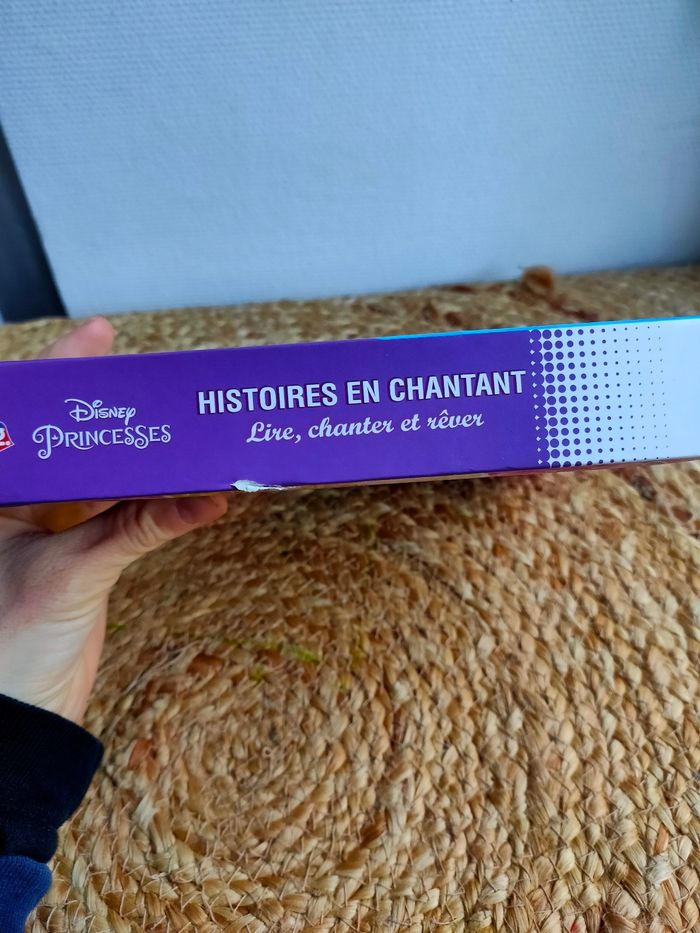 Disney
PRINCESSES
HISTOIRES EN CHANTANT
Lire, chanter et rêver